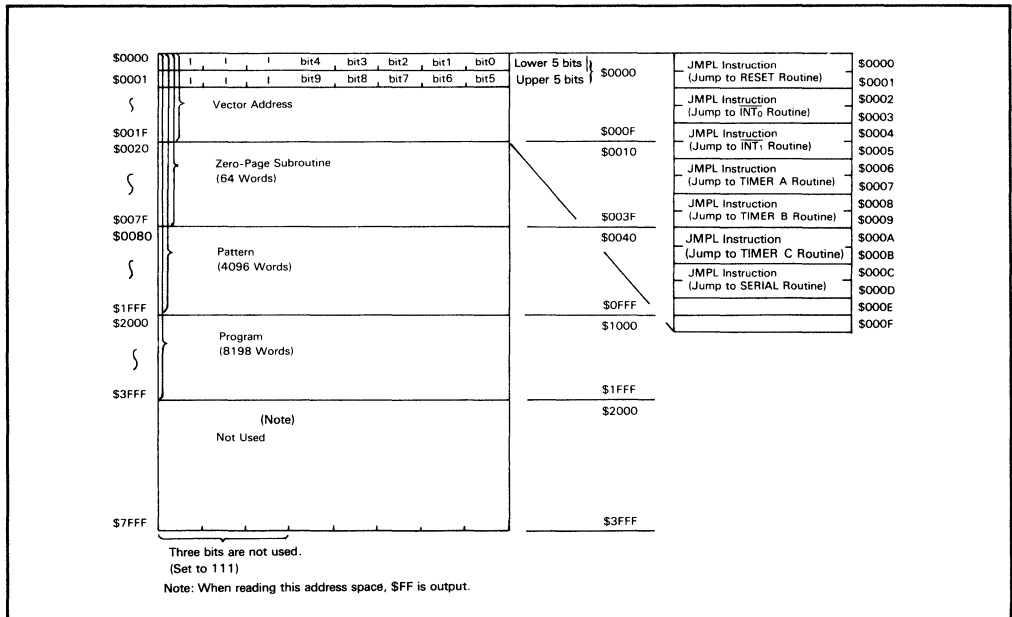 $0000
bit4 bit3 bit2 bit1 bit0
Lower 5 bits
$0001
bit9 bit8 bit7 bit6 bit5
Upper 5 bits
$0000
Vector Address
$001F
$000F
$0020
$0010
Zero-Page Subroutine
(64 Words)
$007F
$003F
$0080
$0040
Pattern
(4096 Words)
$1FFF
$0FFF
$2000
$1000
Program
(8198 Words)
$3FFF
$1FFF
$2000
(Note)
Not Used
$7FFF
$3FFF
Three bits are not used.
(Set to 111)
Note: When reading this address space, $FF is output.
JMPL Instruction
(Jump to RESET Routine)
$0000
$0001
JMPL Instruction
(Jump to INT0 Routine)
$0002
$0003
JMPL Instruction
(Jump to INT1 Routine)
$0004
$0005
JMPL Instruction
(Jump to TIMER A Routine)
$0006
$0007
JMPL Instruction
(Jump to TIMER B Routine)
$0008
$0009
JMPL Instruction
(Jump to TIMER C Routine)
$000A
$000B
JMPL Instruction
(Jump to SERIAL Routine)
$000C
$000D
$000E
$000F